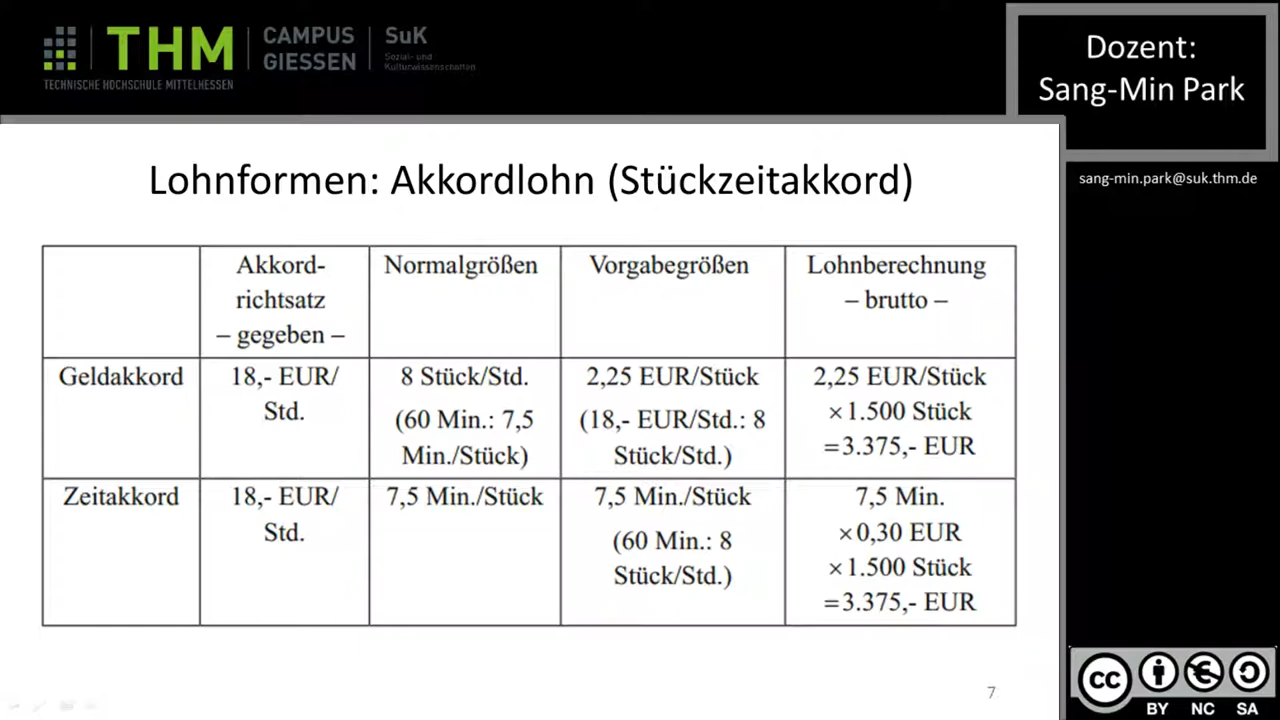 THM
TECHNISCHE HOCHSCHULE MITTELHESSEN
CAMPUS
GIESSEN
SuK
Sozial- und
Kulturwissenschaften
Dozent:
Sang-Min Park
sang-min.park@suk.thm.de
Lohnformen: Akkordlohn (Stückzeitakkord)
Akkord-
richtsatz
– gegeben –
Normalgrößen
Vorgabegrößen
Lohnberechnung
– brutto –
Geldakkord
18,- EUR/
Std.
8 Stück/Std.
(60 Min.: 7,5
Min./Stück)
2,25 EUR/Stück
(18,- EUR/Std.: 8
Stück/Std.)
2,25 EUR/Stück
×1.500 Stück
=3.375,- EUR
Zeitakkord
18,- EUR/
Std.
7,5 Min./Stück
7,5 Min./Stück
(60 Min.: 8
Stück/Std.)
7,5 Min.
×0,30 EUR
×1.500 Stück
=3.375,- EUR
7
CC
BY NC SA